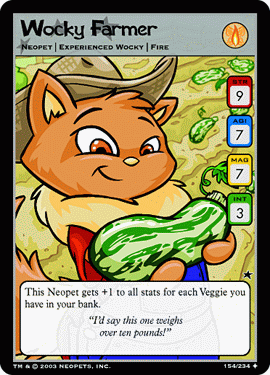 Wocky Farmer
Neopet | Experienced Wocky | Fire
STR
9
AGI
7
MAG
7
INT
3
This Neopet gets +1 to all stats for each Veggie you
have in your bank.
"I'd say this one weighs
over ten pounds!"
TM & © 2003 NEOPETS, INC.
154/234 ♦